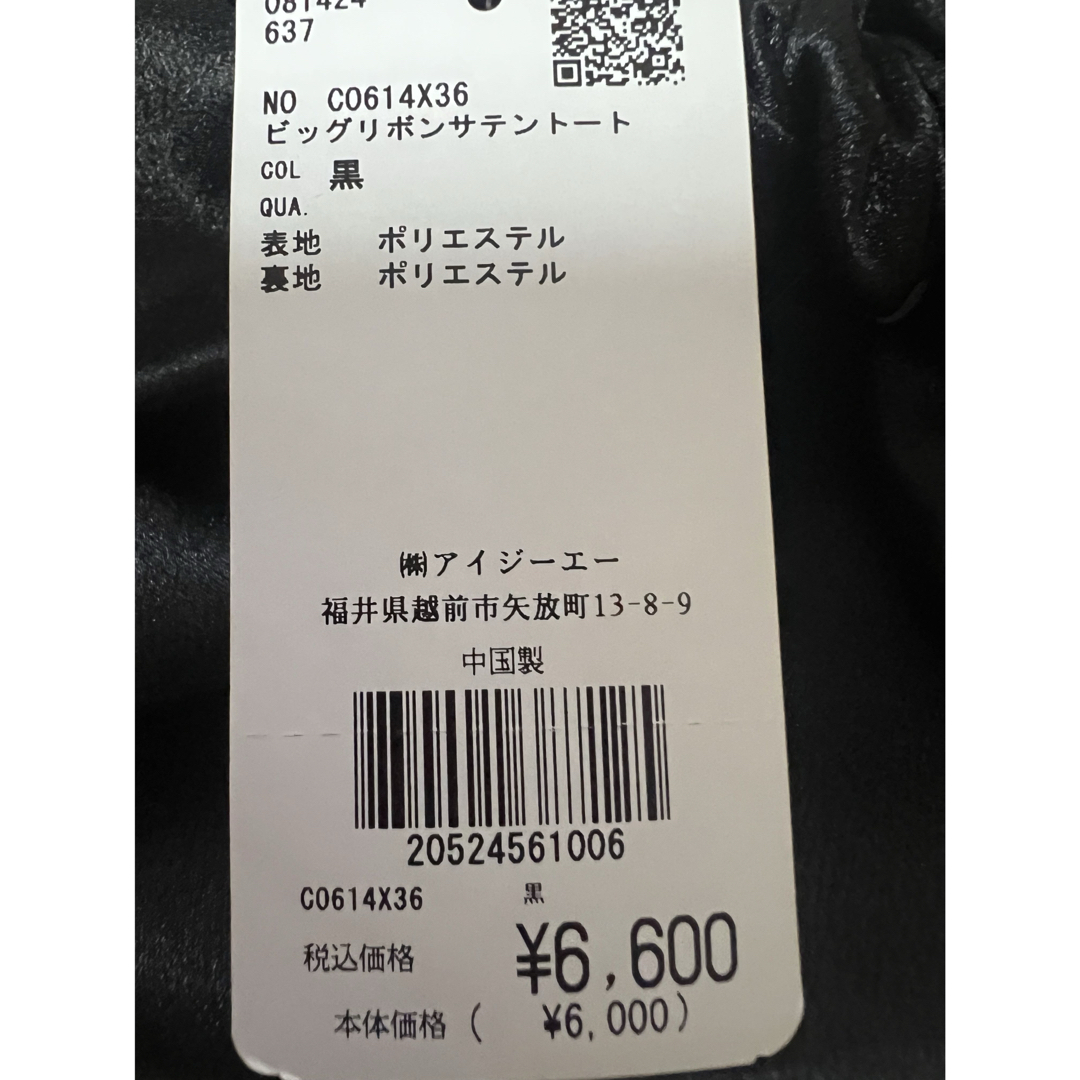 081424
637
NO C0614X36
ビッグリボンサテントート
COL 黒
QUA.
表地 ポリエステル
裏地 ポリエステル
㈱アイジーエー
福井県越前市矢放町13-8-9
中国製
20524561006
C0614X36 黒
税込価格 ¥6,600
本体価格 ( ¥6,000)